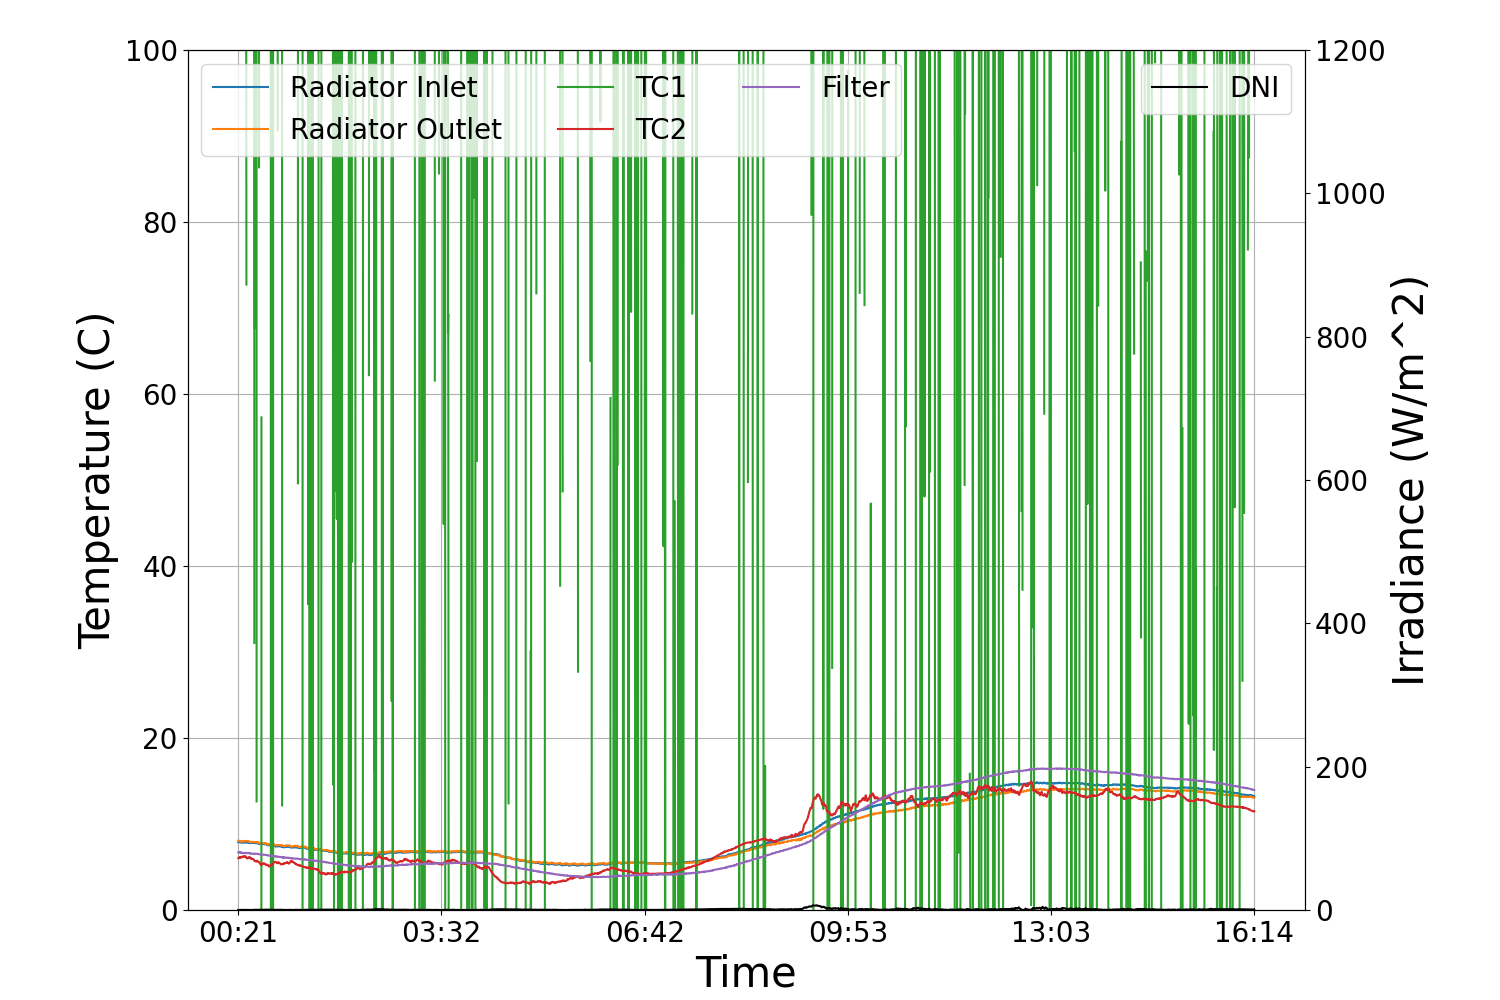 100
80
60
40
20
0
1200
1000
800
600
400
200
0
Radiator Inlet
Radiator Outlet
TC1
TC2
Filter
DNI
Temperature (C)
Irradiance (W/m^2)
00:21
03:32
06:42
09:53
13:03
16:14
Time